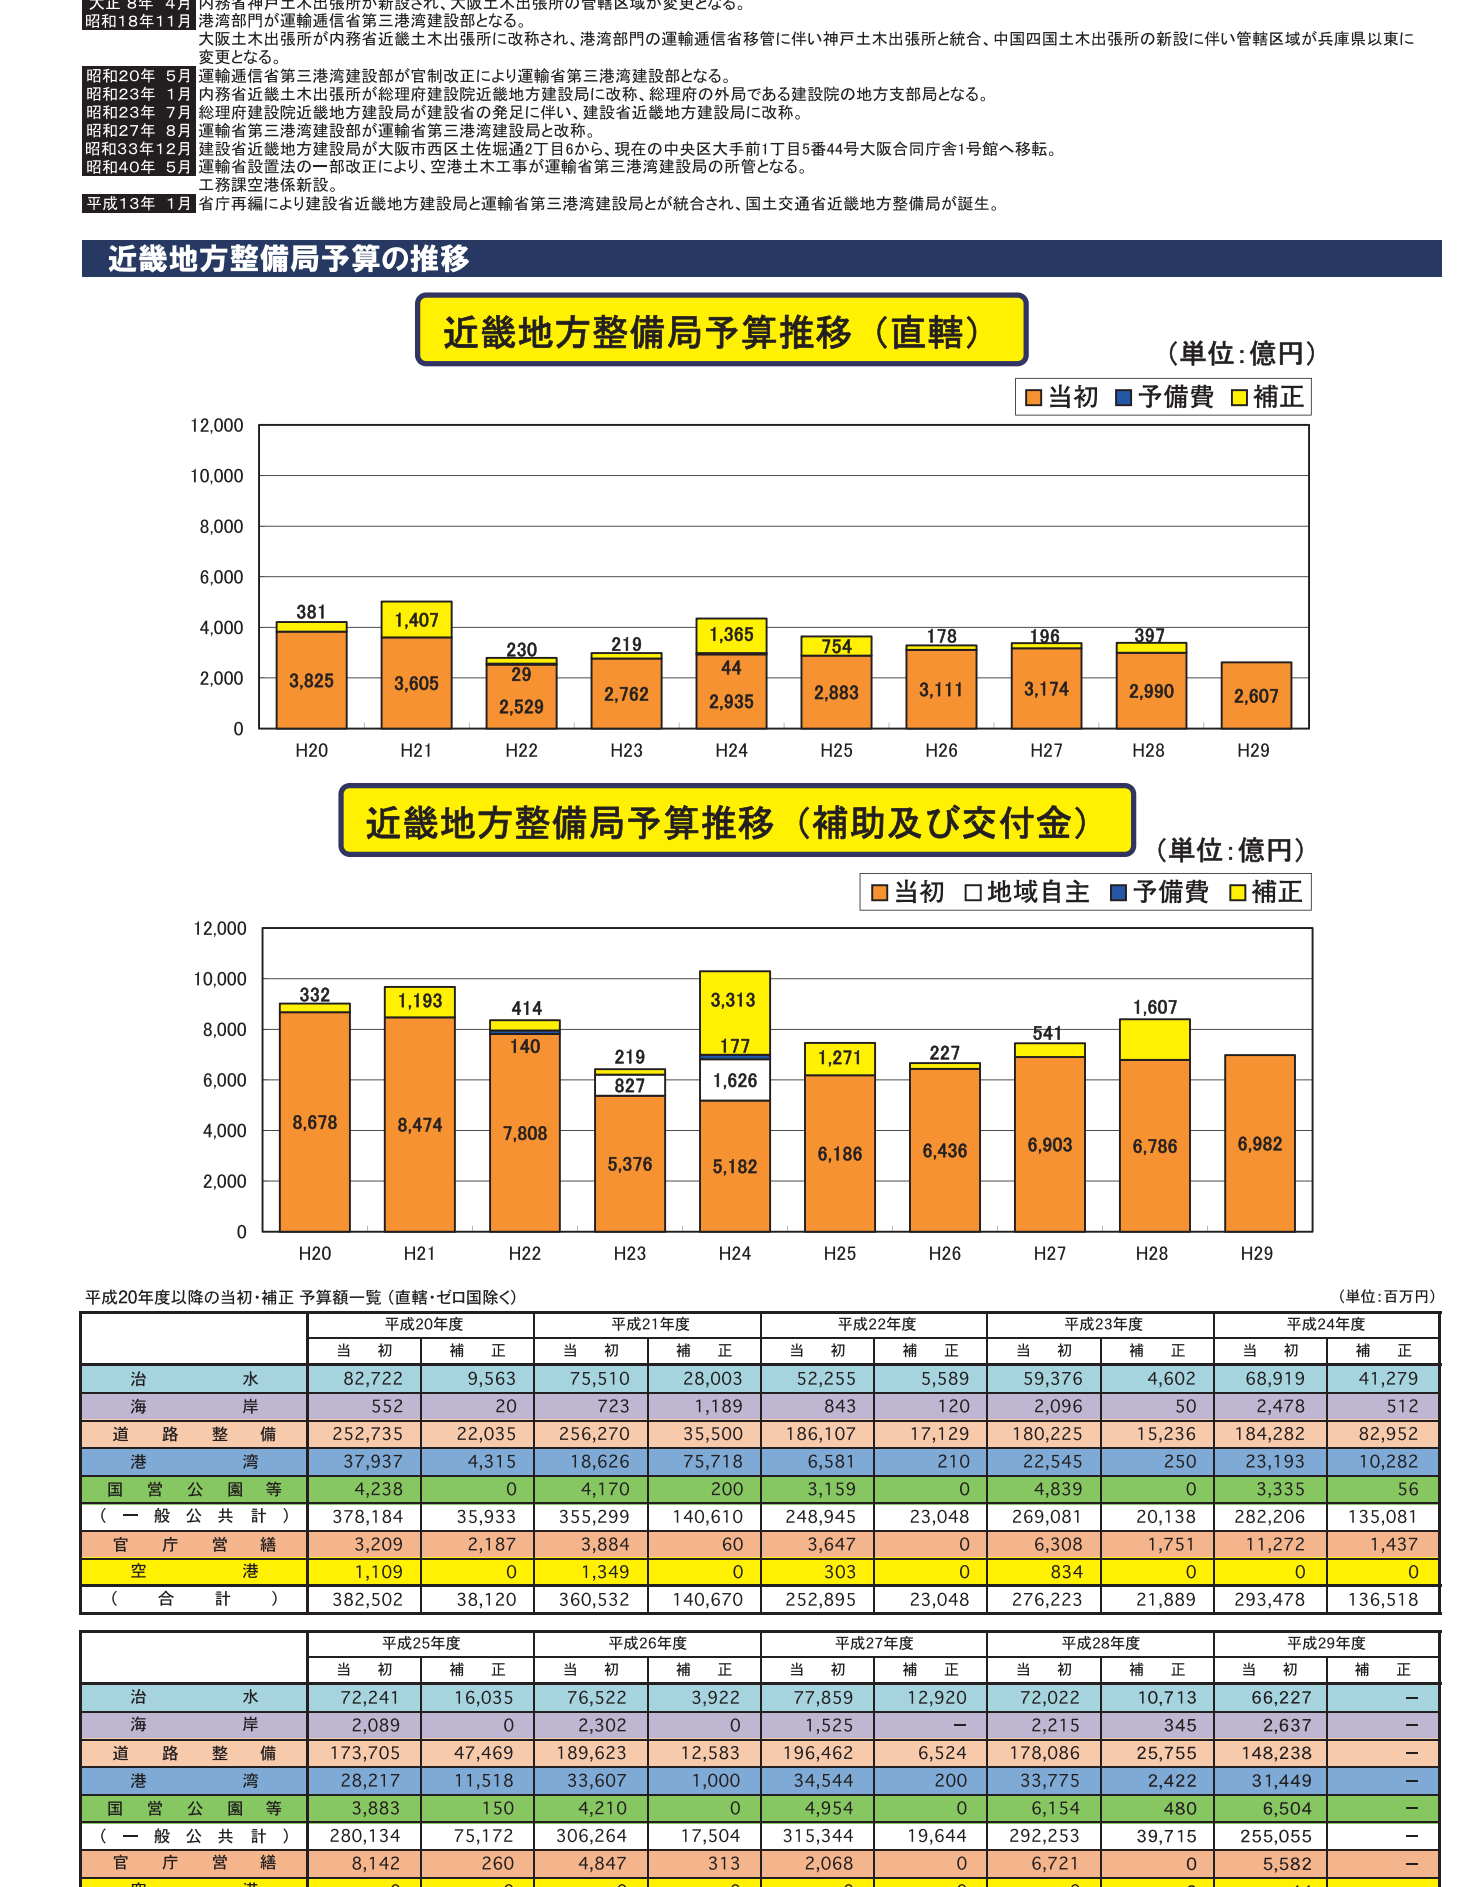 大正 8年 4月 内務省神戸土木出張所が新設され、大阪土木出張所の管轄区域が変更となる。
昭和18年11月 港湾部門が運輸逓信省第三港湾建設部となる。
大阪土木出張所が内務省近畿土木出張所に改称され、港湾部門の運輸逓信省移管に伴い神戸土木出張所と統合、中国四国土木出張所の新設に伴い管轄区域が兵庫県以東に
変更となる。
昭和20年 5月 運輸逓信省第三港湾建設部が官制改正により運輸省第三港湾建設部となる。
昭和23年 1月 内務省近畿土木出張所が総理府建設院近畿地方建設局に改称、総理府の外局である建設院の地方支部局となる。
昭和23年 7月 総理府建設院近畿地方建設局が建設省の発足に伴い、建設省近畿地方建設局に改称。
昭和27年 8月 運輸省第三港湾建設部が運輸省第三港湾建設局と改称。
昭和33年12月 建設省近畿地方建設局が大阪市西区土佐堀通2丁目6から、現在の中央区大手前1丁目5番44号大阪合同庁舎1号館へ移転。
昭和40年 5月 運輸省設置法の一部改正により、空港土木工事が運輸省第三港湾建設局の所管となる。
工務課空港係新設。
平成13年 1月 省庁再編により建設省近畿地方建設局と運輸省第三港湾建設局とが統合され、国土交通省近畿地方整備局が誕生。
近畿地方整備局予算の推移
近畿地方整備局予算推移（直轄）
（単位：億円）
当初 予備費 補正
12,000
10,000
8,000
6,000
4,000
2,000
0
381 1,407 230 219 1,365 754 178 196 397
29 44
3,825 3,605 2,529 2,762 2,935 2,883 3,111 3,174 2,990 2,607
H20 H21 H22 H23 H24 H25 H26 H27 H28 H29
近畿地方整備局予算推移（補助及び交付金）
（単位：億円）
当初 地域自主 予備費 補正
12,000
10,000
8,000
6,000
4,000
2,000
0
332 1,193 414 219 3,313 1,271 227 541 1,607
140 177
827 1,626
8,678 8,474 7,808 5,376 5,182 6,186 6,436 6,903 6,786 6,982
H20 H21 H22 H23 H24 H25 H26 H27 H28 H29
平成20年度以降の当初・補正 予算額一覧（直轄・ゼロ国除く） （単位：百万円）
平成20年度 平成21年度 平成22年度 平成23年度 平成24年度
当初 補正 当初 補正 当初 補正 当初 補正 当初 補正
治水 82,722 9,563 75,510 28,003 52,255 5,589 59,376 4,602 68,919 41,279
海岸 552 20 723 1,189 843 120 2,096 50 2,478 512
道路整備 252,735 22,035 256,270 35,500 186,107 17,129 180,225 15,236 184,282 82,952
港湾 37,937 4,315 18,626 75,718 6,581 210 22,545 250 23,193 10,282
国営公園等 4,238 0 4,170 200 3,159 0 4,839 0 3,335 56
（一般公共計） 378,184 35,933 355,299 140,610 248,945 23,048 269,081 20,138 282,206 135,081
官庁営繕 3,209 2,187 3,884 60 3,647 0 6,308 1,751 11,272 1,437
空港 1,109 0 1,349 0 303 0 834 0 0 0
（合計） 382,502 38,120 360,532 140,670 252,895 23,048 276,223 21,889 293,478 136,518
平成25年度 平成26年度 平成27年度 平成28年度 平成29年度
当初 補正 当初 補正 当初 補正 当初 補正 当初 補正
治水 72,241 16,035 76,522 3,922 77,859 12,920 72,022 10,713 66,227 －
海岸 2,089 0 2,302 0 1,525 － 2,215 345 2,637 －
道路整備 173,705 47,469 189,623 12,583 196,462 6,524 178,086 25,755 148,238 －
港湾 28,217 11,518 33,607 1,000 34,544 200 33,775 2,422 31,449 －
国営公園等 3,883 150 4,210 0 4,954 0 6,154 480 6,504 －
（一般公共計） 280,134 75,172 306,264 17,504 315,344 19,644 292,253 39,715 255,055 －
官庁営繕 8,142 260 4,847 313 2,068 0 6,721 0 5,582 －